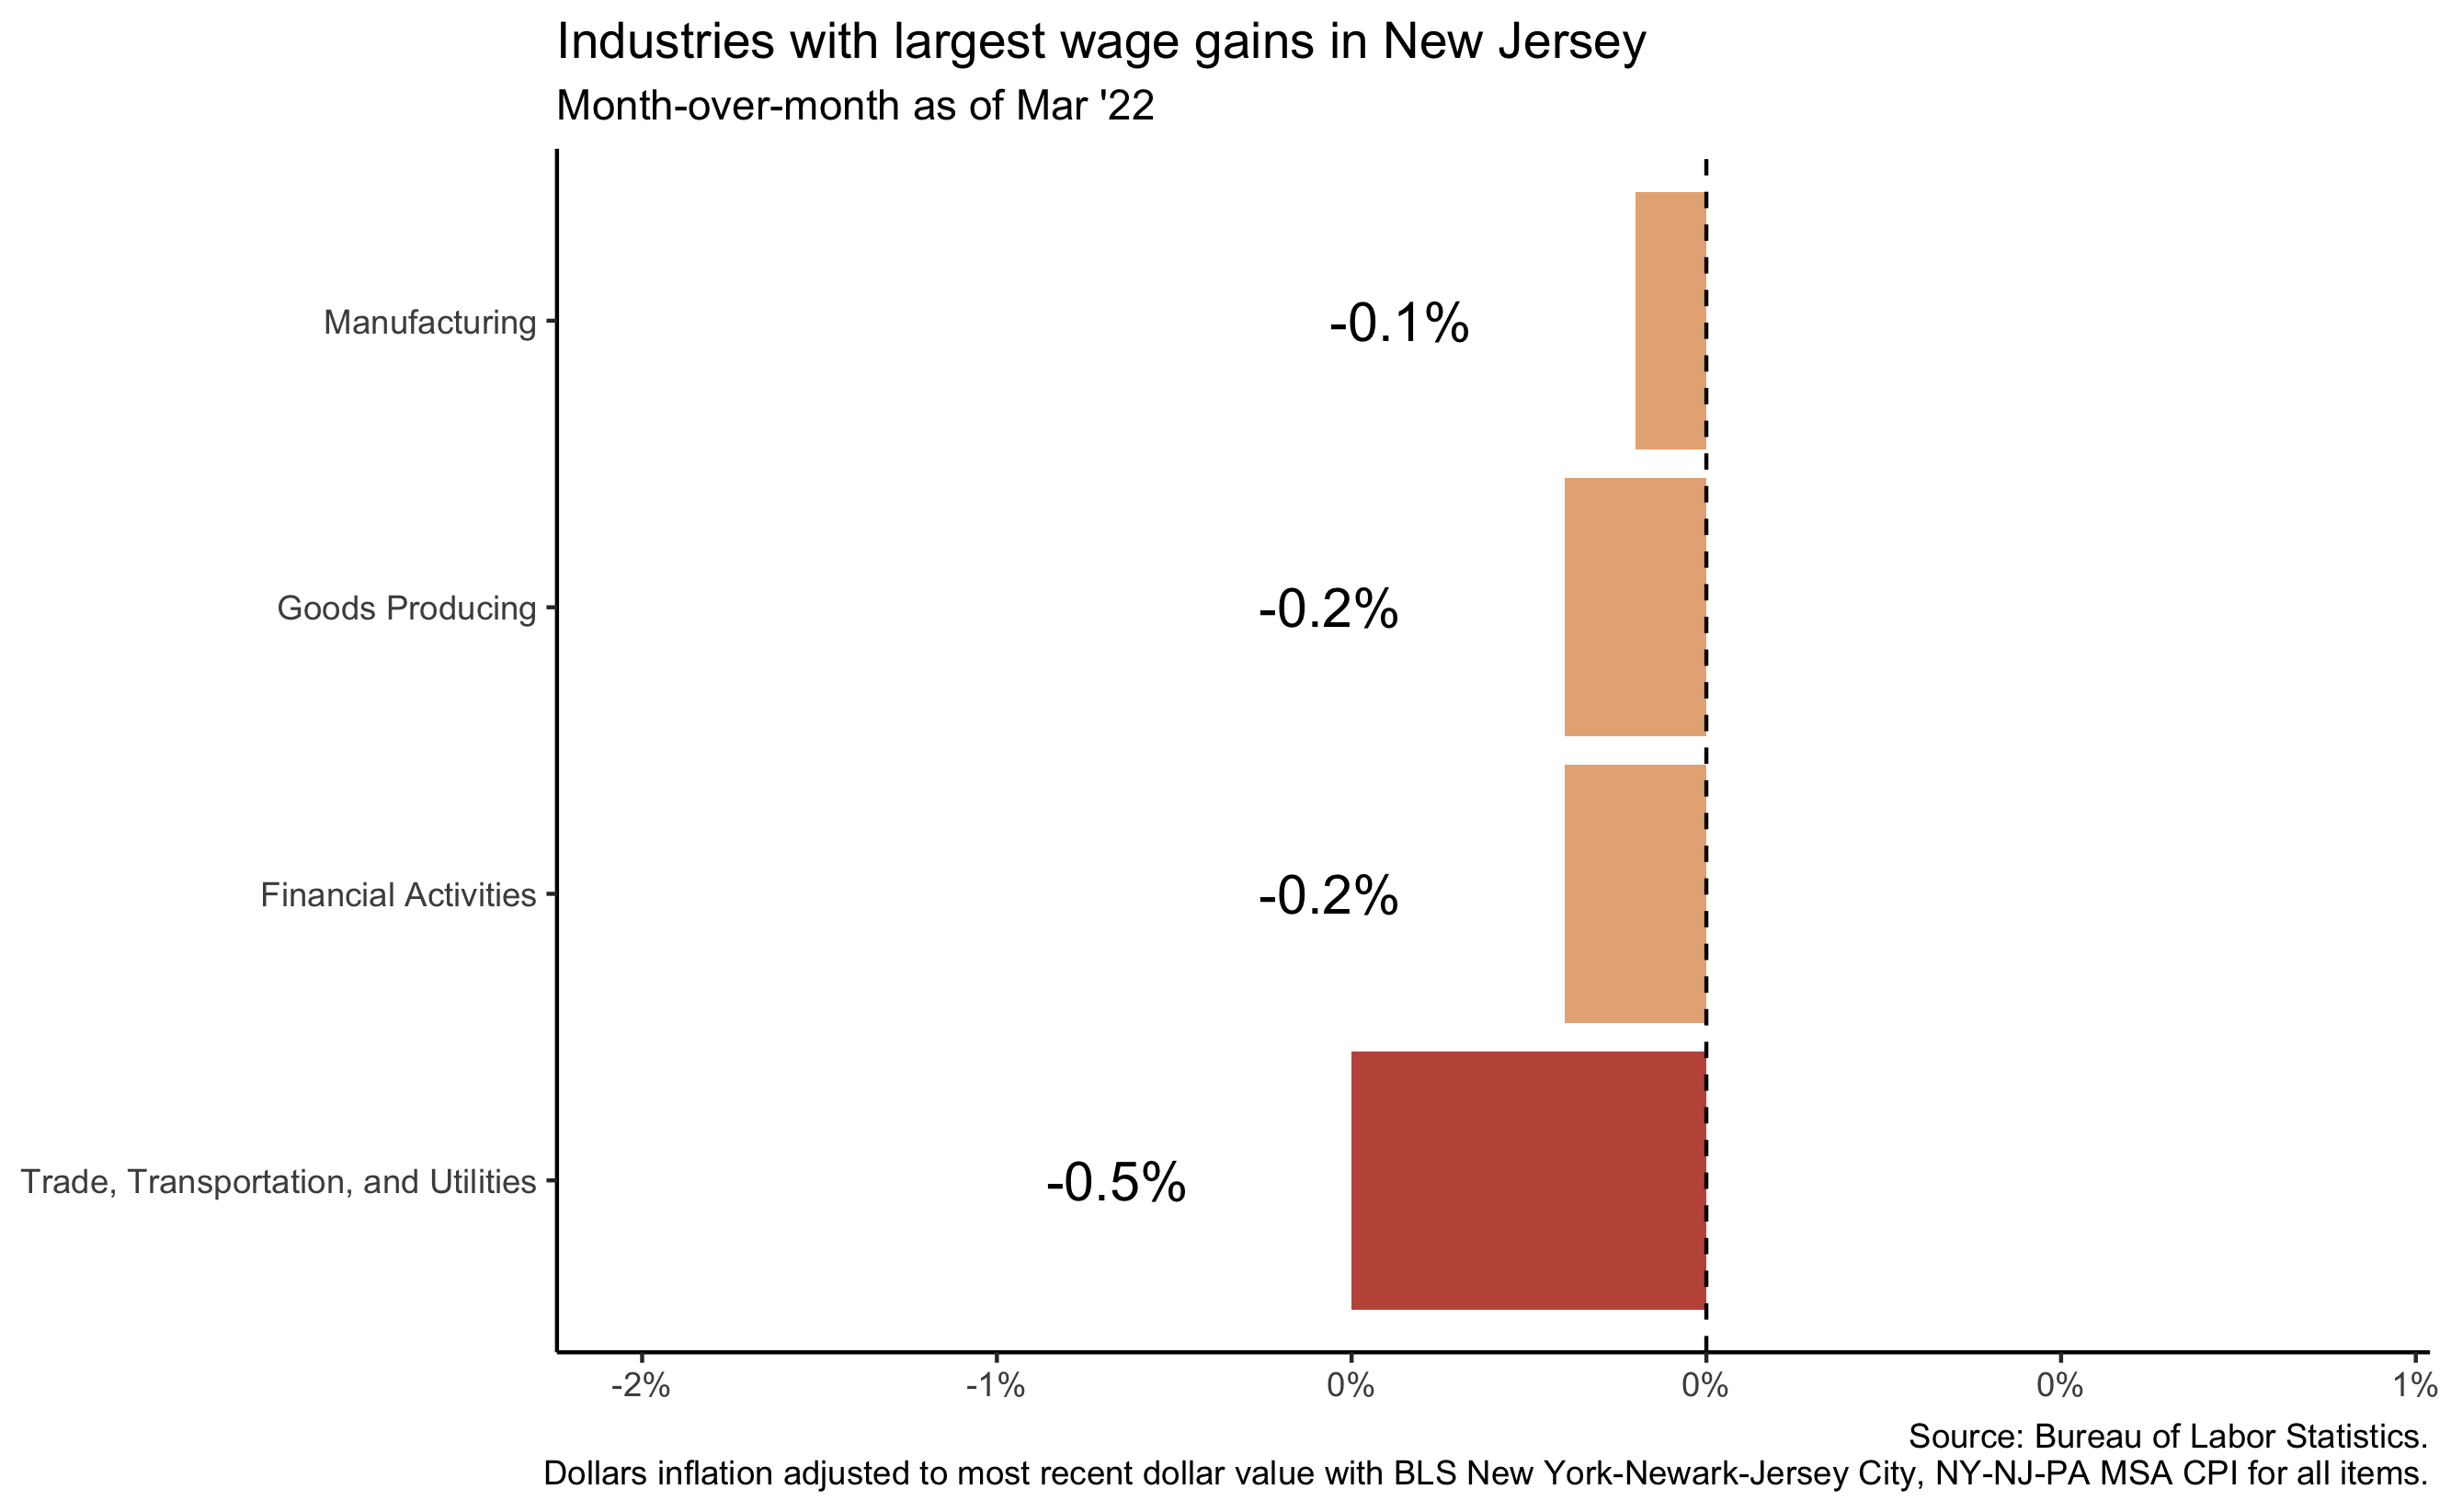 Industries with largest wage gains in New Jersey
Month-over-month as of Mar '22
Manufacturing
-0.1%
Goods Producing
-0.2%
Financial Activities
-0.2%
Trade, Transportation, and Utilities
-0.5%
-2%
-1%
0%
0%
0%
1%
Source: Bureau of Labor Statistics.
Dollars inflation adjusted to most recent dollar value with BLS New York-Newark-Jersey City, NY-NJ-PA MSA CPI for all items.